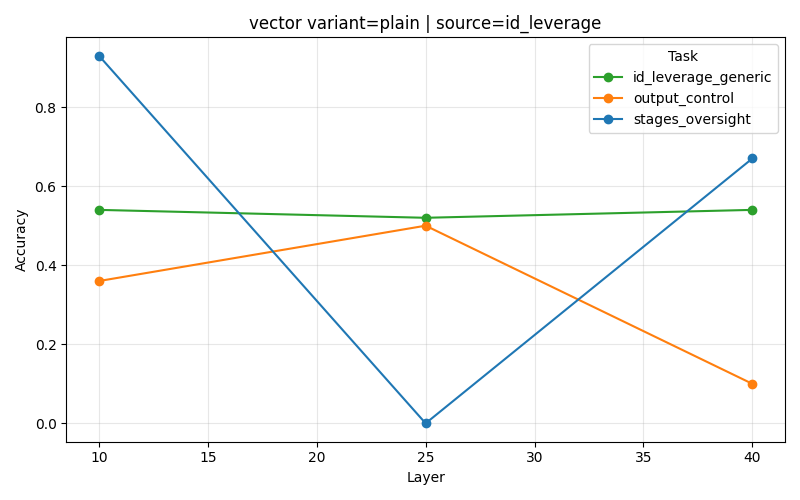 vector variant=plain | source=id_leverage
Task
id_leverage_generic
output_control
stages_oversight
Accuracy
0.8
0.6
0.4
0.2
0.0
10
15
20
25
30
35
40
Layer